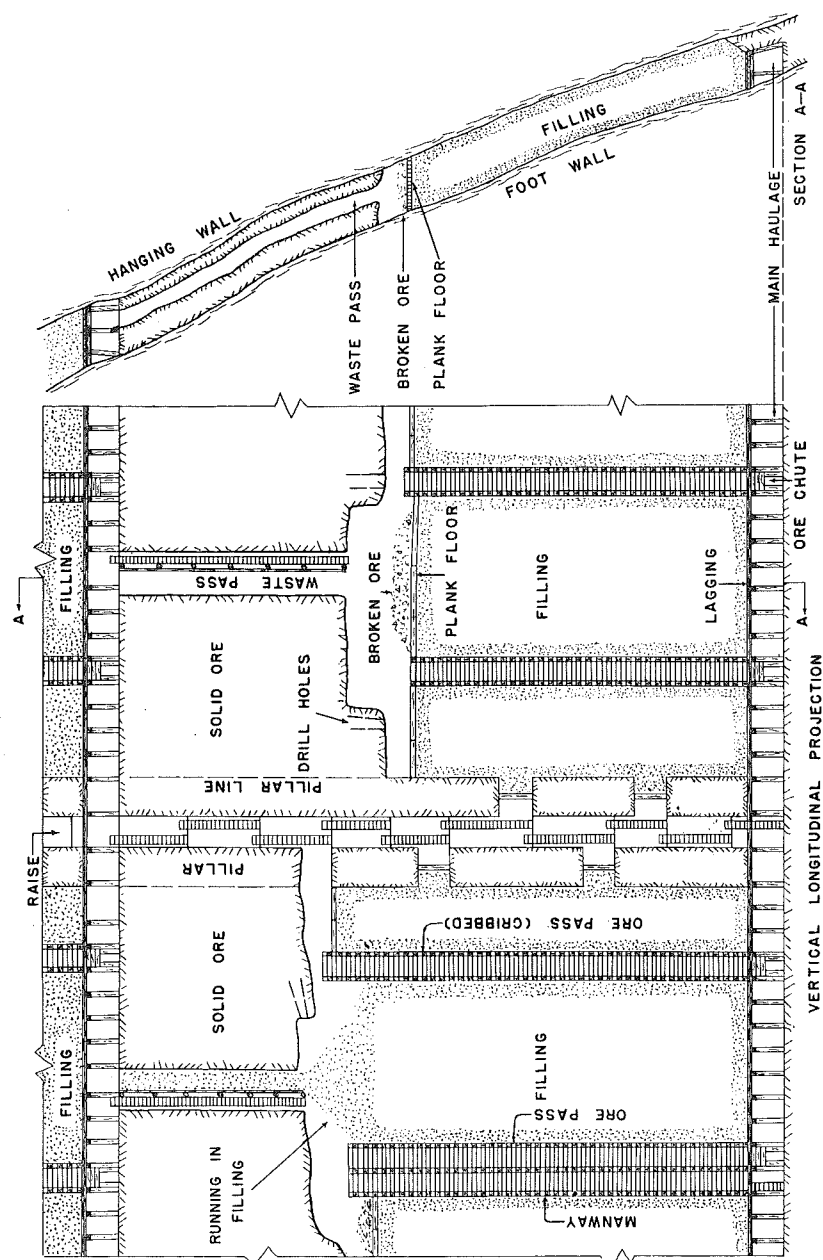 HANGING WALL
FILLING
FOOT WALL
WASTE PASS
BROKEN ORE
PLANK FLOOR
MAIN HAULAGE
SECTION A–A
A
FILLING
WASTE PASS
BROKEN ORE
PLANK FLOOR
FILLING
LAGGING
ORE CHUTE
A
SOLID ORE
DRILL HOLES
PILLAR LINE
RAISE
PILLAR
SOLID ORE
ORE PASS (CRIBBED)
FILLING
RUNNING IN
FILLING
FILLING
ORE PASS
MANWAY
VERTICAL LONGITUDINAL PROJECTION